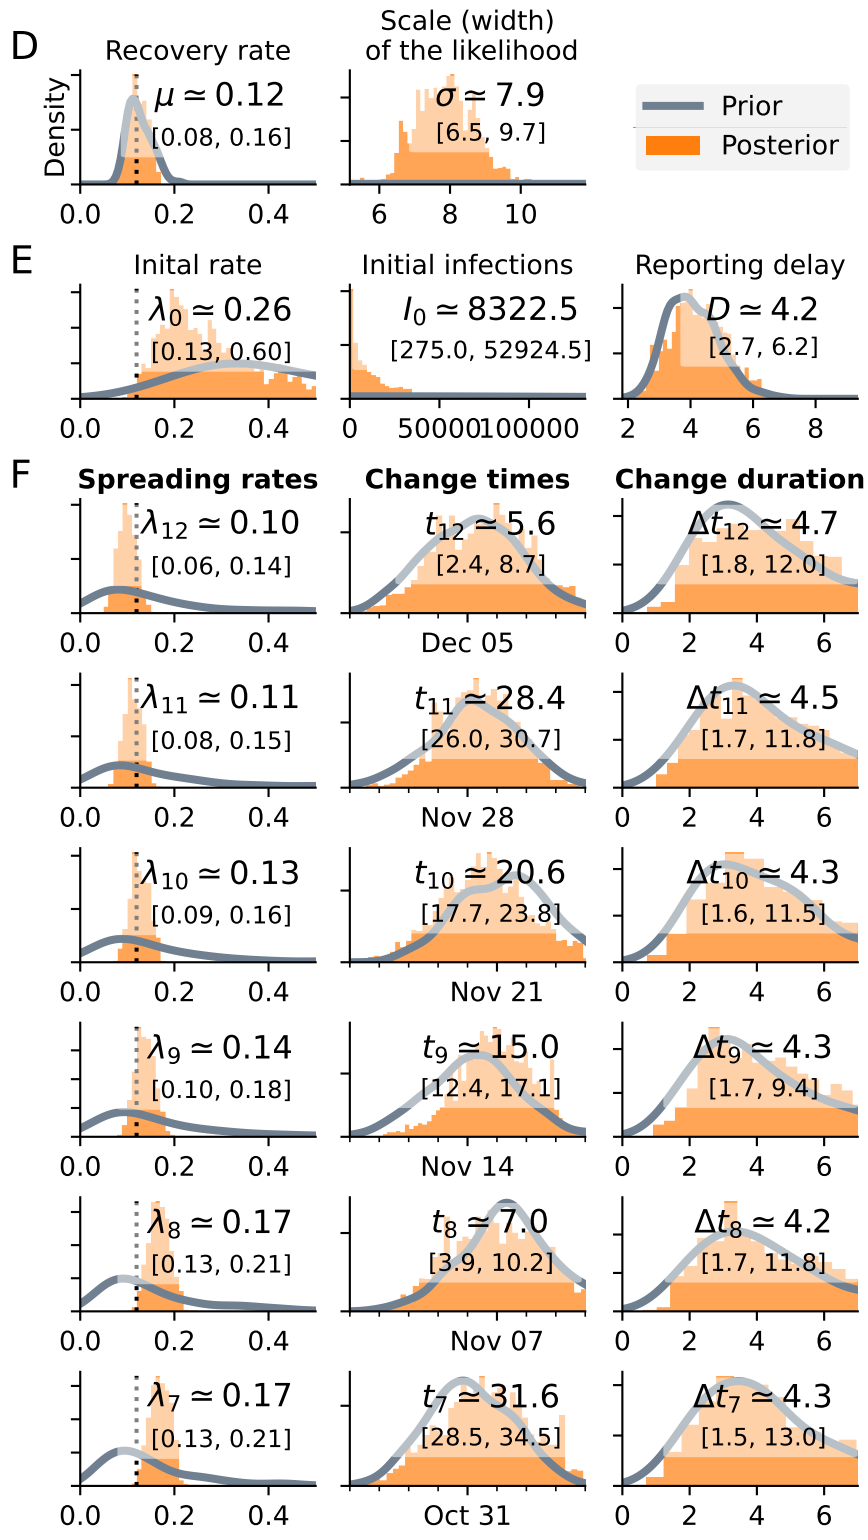 D
Recovery rate
Scale (width)
of the likelihood
Density
μ ≃ 0.12
[0.08, 0.16]
σ ≃ 7.9
[6.5, 9.7]
Prior
Posterior
0.0 0.2 0.4
6 8 10
E
Inital rate
Initial infections
Reporting delay
λ₀ ≃ 0.26
[0.13, 0.60]
I₀ ≃ 8322.5
[275.0, 52924.5]
D ≃ 4.2
[2.7, 6.2]
0.0 0.2 0.4
0 50000 100000
2 4 6 8
F
Spreading rates
Change times
Change duration
λ₁₂ ≃ 0.10
[0.06, 0.14]
t₁₂ ≃ 5.6
[2.4, 8.7]
Δt₁₂ ≃ 4.7
[1.8, 12.0]
0.0 0.2 0.4
Dec 05
0 2 4 6
λ₁₁ ≃ 0.11
[0.08, 0.15]
t₁₁ ≃ 28.4
[26.0, 30.7]
Δt₁₁ ≃ 4.5
[1.7, 11.8]
0.0 0.2 0.4
Nov 28
0 2 4 6
λ₁₀ ≃ 0.13
[0.09, 0.16]
t₁₀ ≃ 20.6
[17.7, 23.8]
Δt₁₀ ≃ 4.3
[1.6, 11.5]
0.0 0.2 0.4
Nov 21
0 2 4 6
λ₉ ≃ 0.14
[0.10, 0.18]
t₉ ≃ 15.0
[12.4, 17.1]
Δt₉ ≃ 4.3
[1.7, 9.4]
0.0 0.2 0.4
Nov 14
0 2 4 6
λ₈ ≃ 0.17
[0.13, 0.21]
t₈ ≃ 7.0
[3.9, 10.2]
Δt₈ ≃ 4.2
[1.7, 11.8]
0.0 0.2 0.4
Nov 07
0 2 4 6
λ₇ ≃ 0.17
[0.13, 0.21]
t₇ ≃ 31.6
[28.5, 34.5]
Δt₇ ≃ 4.3
[1.5, 13.0]
0.0 0.2 0.4
Oct 31
0 2 4 6